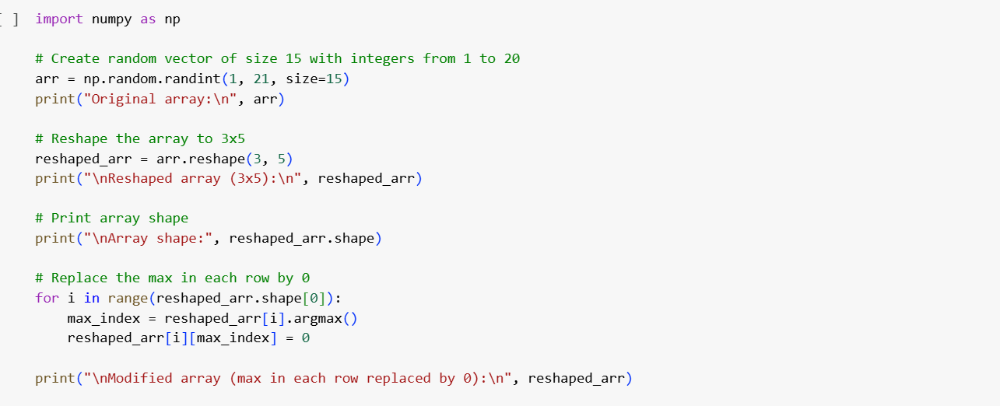 [ ] import numpy as np

# Create random vector of size 15 with integers from 1 to 20
arr = np.random.randint(1, 21, size=15)
print("Original array:\n", arr)

# Reshape the array to 3x5
reshaped_arr = arr.reshape(3, 5)
print("\nReshaped array (3x5):\n", reshaped_arr)

# Print array shape
print("\nArray shape:", reshaped_arr.shape)

# Replace the max in each row by 0
for i in range(reshaped_arr.shape[0]):
    max_index = reshaped_arr[i].argmax()
    reshaped_arr[i][max_index] = 0

print("\nModified array (max in each row replaced by 0):\n", reshaped_arr)